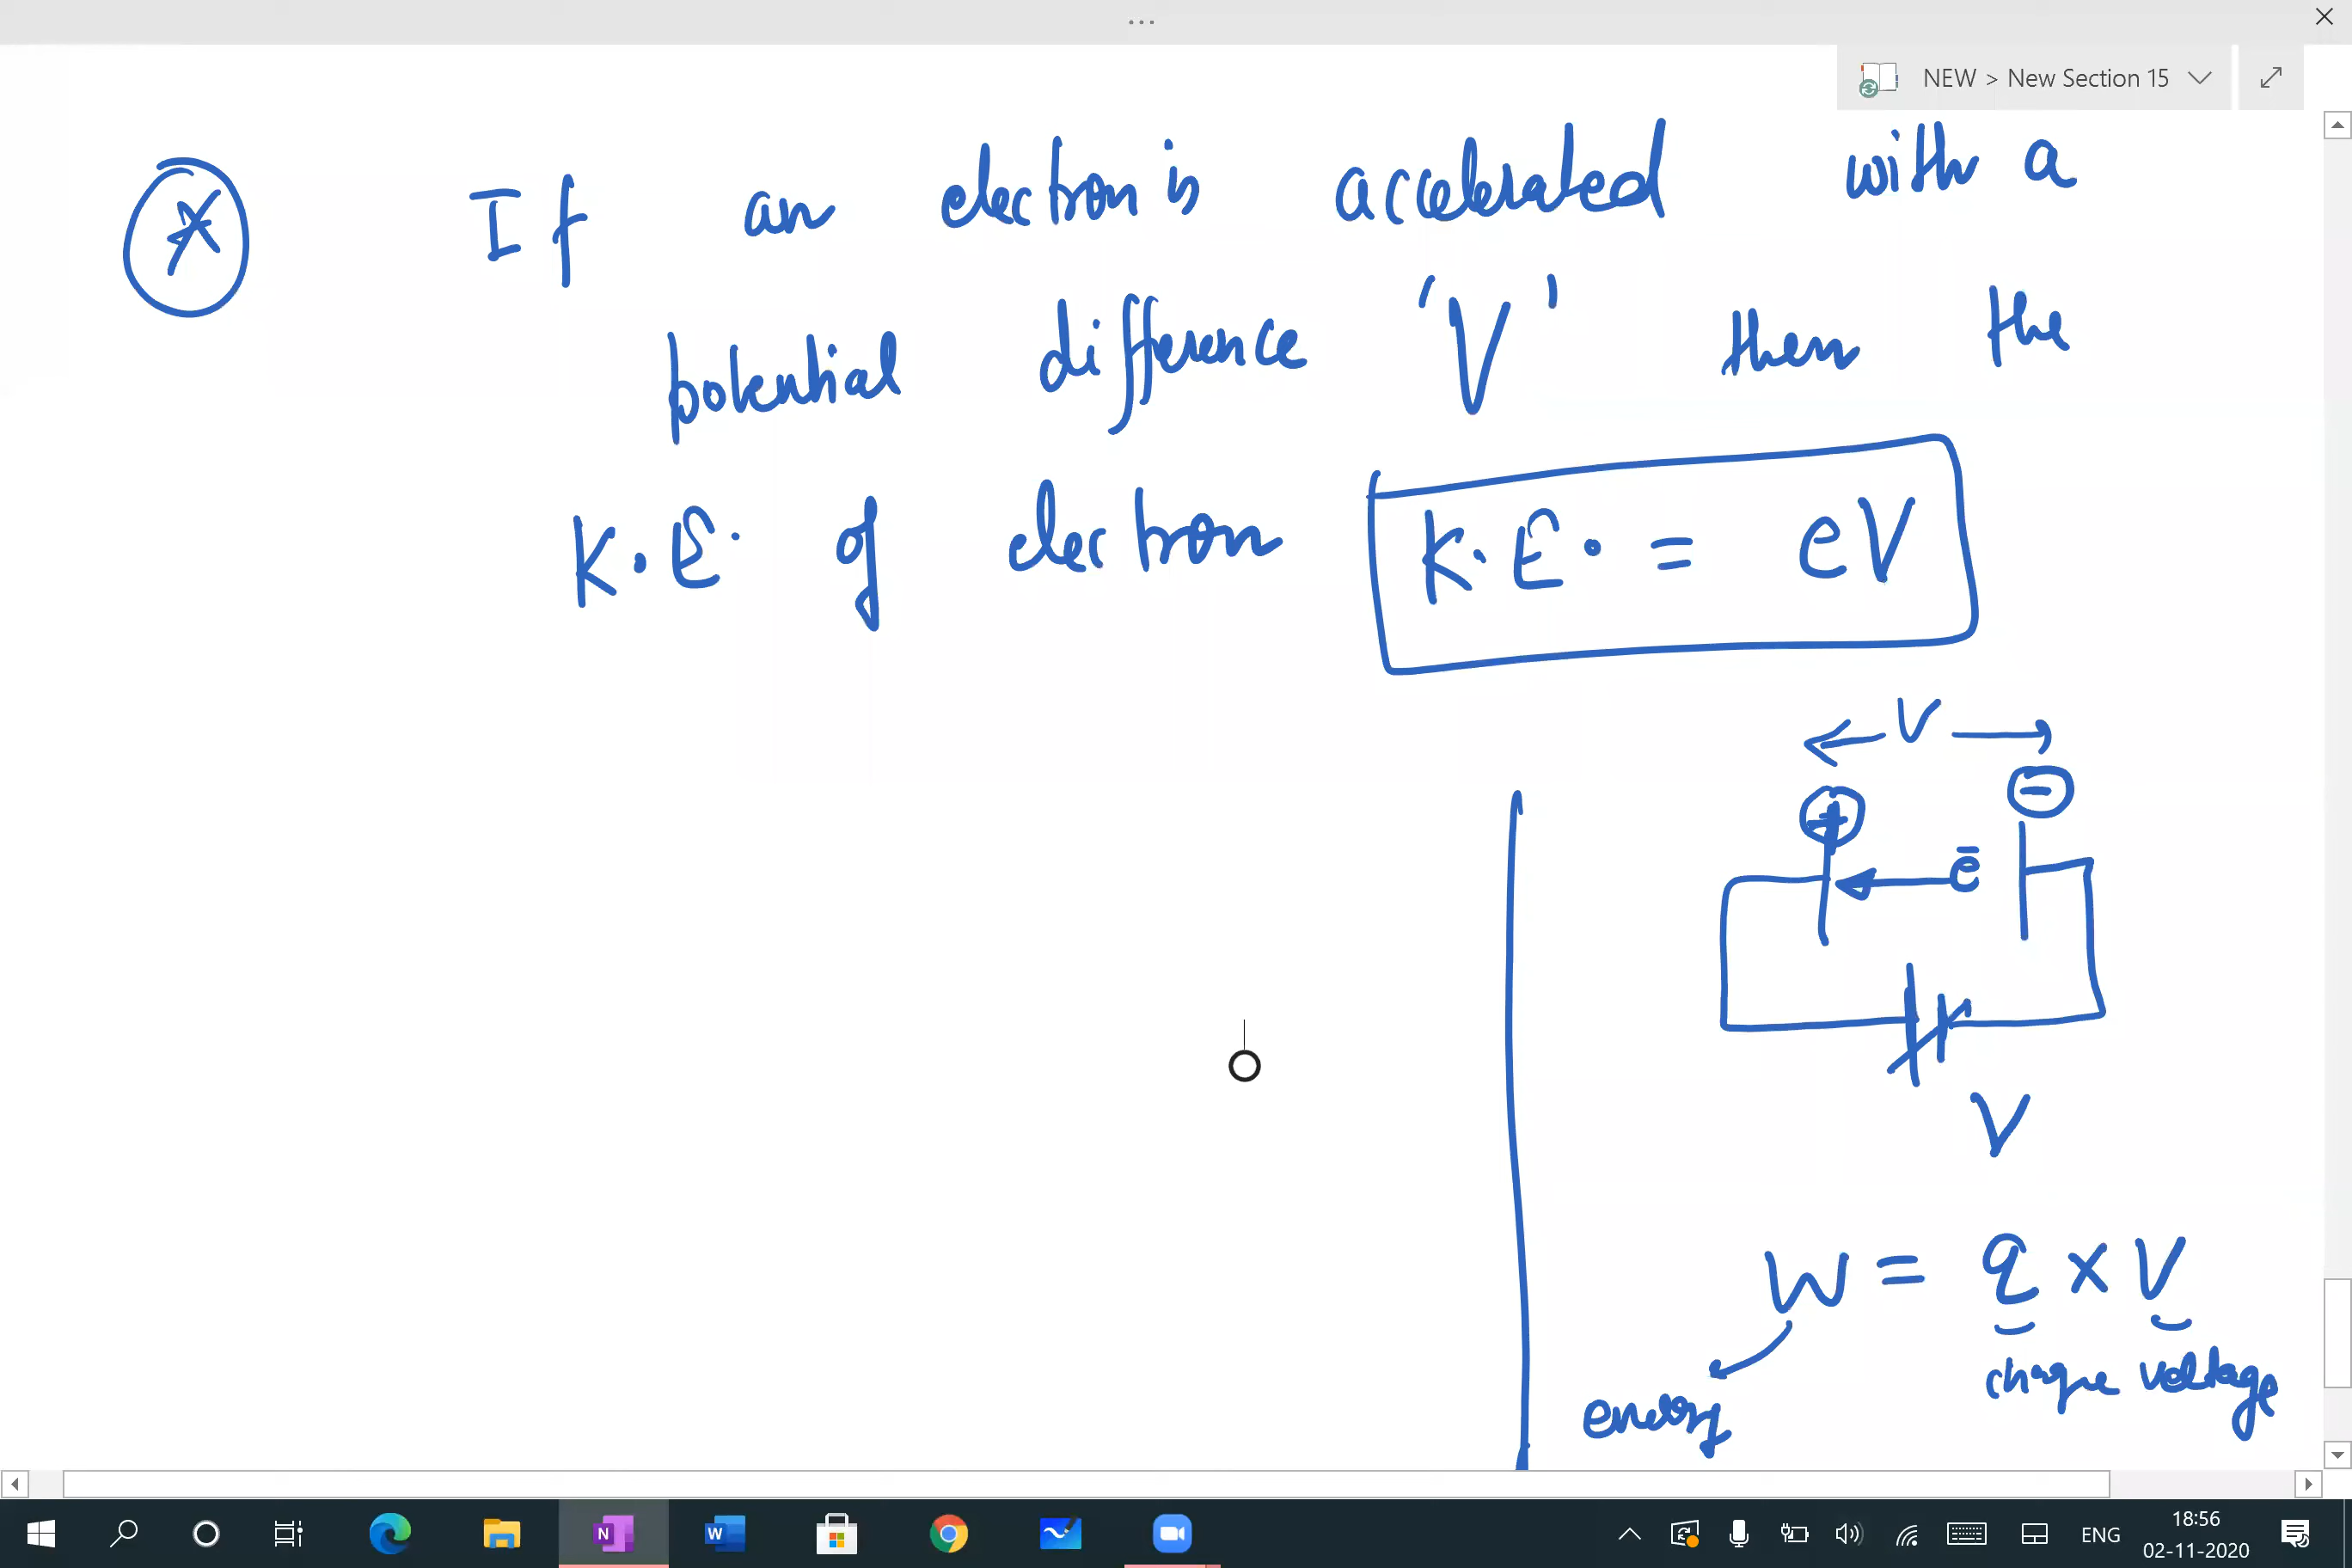 NEW > New Section 15
If an electron is accelerated with a
potential difference 'V' then the
K.E. of electron K.E. = eV
← V →
+ −
e̅
V
W = q × V
charge voltage
energy
ENG
18:56
02-11-2020